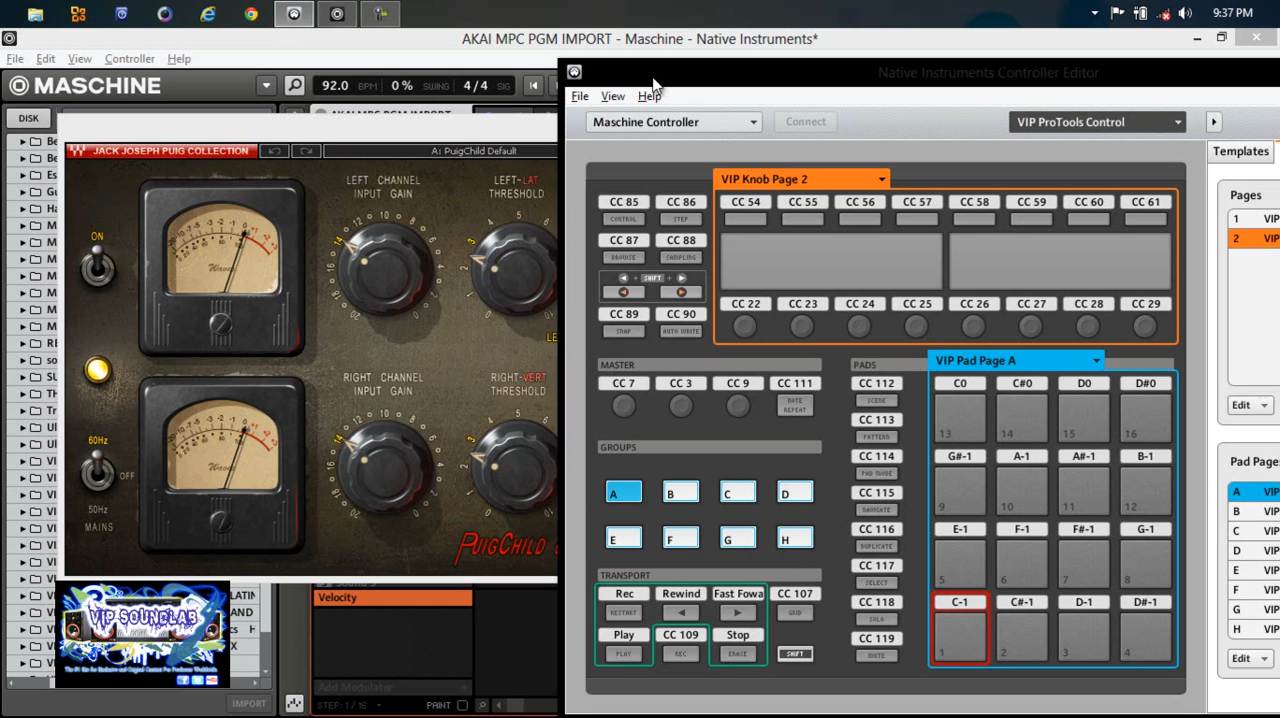 9:37 PM
AKAI MPC PGM IMPORT - Maschine - Native Instruments*
File Edit View Controller Help
MASCHINE
92.0 BPM 0% SWING 4/4 SIG
DISK
AKAI MPC PGM IMPORT
JACK JOSEPH PUIG COLLECTION
A: PuigChild Default
LEFT CHANNEL
INPUT GAIN
LEFT-LAT
THRESHOLD
ON
Waves
RIGHT CHANNEL
INPUT GAIN
RIGHT-VERT
THRESHOLD
60Hz
OFF
50Hz
MAINS
Waves
PUIGCHILD
VIP SOUNDLAB
Velocity
Add Modulator
STEP: 1 / 16
PAINT
IMPORT
Native Instruments Controller Editor
File View Help
Maschine Controller
Connect
VIP ProTools Control
Templates
Pages
1 VIP
2 VIP
Edit
Pad Page
A VIP
B VIP
C VIP
D VIP
E VIP
F VIP
G VIP
H VIP
Edit
VIP Knob Page 2
CC 85 CC 86 CC 54 CC 55 CC 56 CC 57 CC 58 CC 59 CC 60 CC 61
CONTROL STEP
CC 87 CC 88
BROWSE SAMPLING
+ SHIFT +
CC 89 CC 90 CC 22 CC 23 CC 24 CC 25 CC 26 CC 27 CC 28 CC 29
SNAP AUTO WRITE
MASTER
CC 7 CC 3 CC 9 CC 111
NOTE
REPEAT
GROUPS
A B C D
E F G H
TRANSPORT
Rec Rewind Fast Fowa CC 107
RESTART GRID
Play CC 109 Stop
PLAY REC ERASE SHIFT
PADS
CC 112
SCENE
CC 113
PATTERN
CC 114
PAD MODE
CC 115
NAVIGATE
CC 116
DUPLICATE
CC 117
SELECT
CC 118
SOLO
CC 119
MUTE
VIP Pad Page A
C0 C#0 D0 D#0
13 14 15 16
G#-1 A-1 A#-1 B-1
9 10 11 12
E-1 F-1 F#-1 G-1
5 6 7 8
C-1 C#-1 D-1 D#-1
1 2 3 4